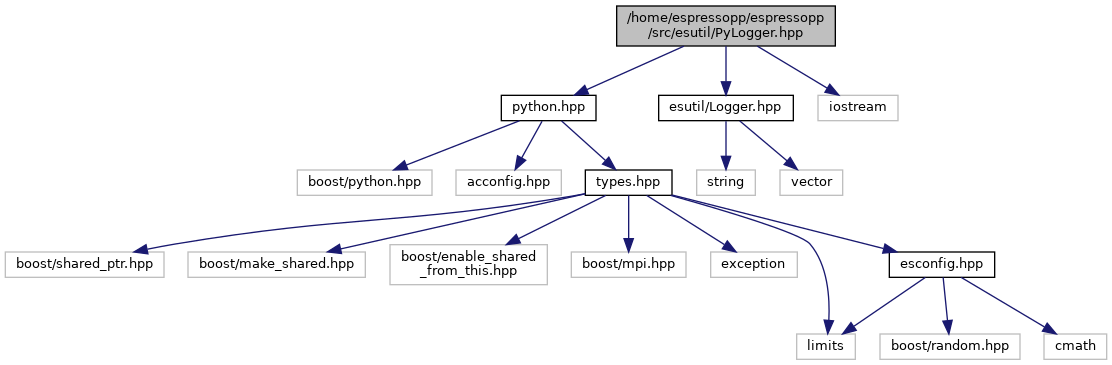 /home/espressopp/espressopp
/src/esutil/PyLogger.hpp
python.hpp
esutil/Logger.hpp
iostream
boost/python.hpp
acconfig.hpp
types.hpp
string
vector
boost/shared_ptr.hpp
boost/make_shared.hpp
boost/enable_shared
_from_this.hpp
boost/mpi.hpp
exception
esconfig.hpp
limits
boost/random.hpp
cmath